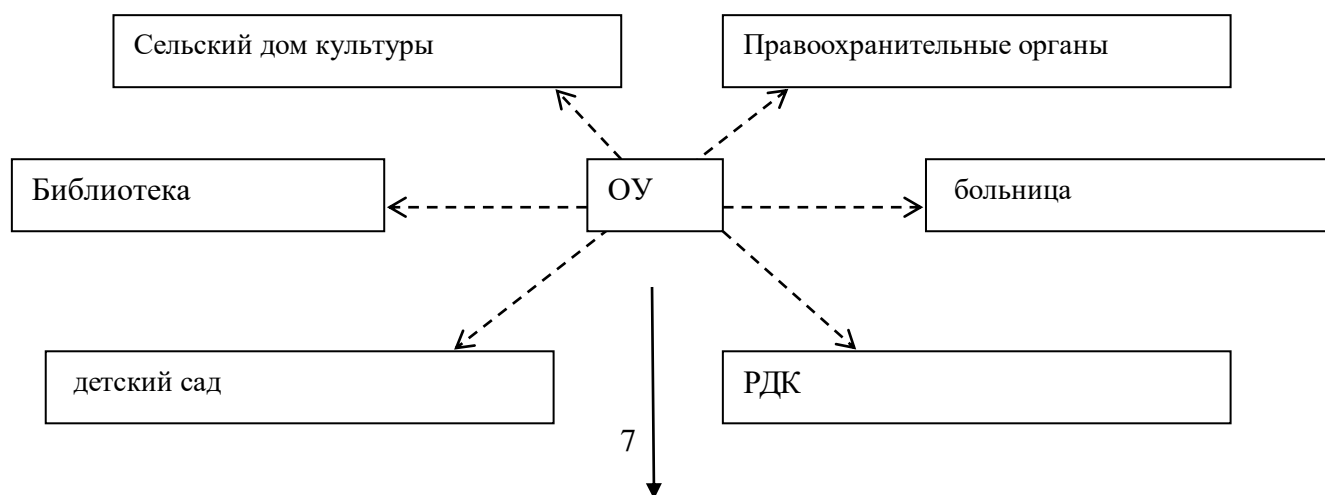 Сельский дом культуры
Правоохранительные органы
Библиотека
ОУ
больница
детский сад
РДК
7